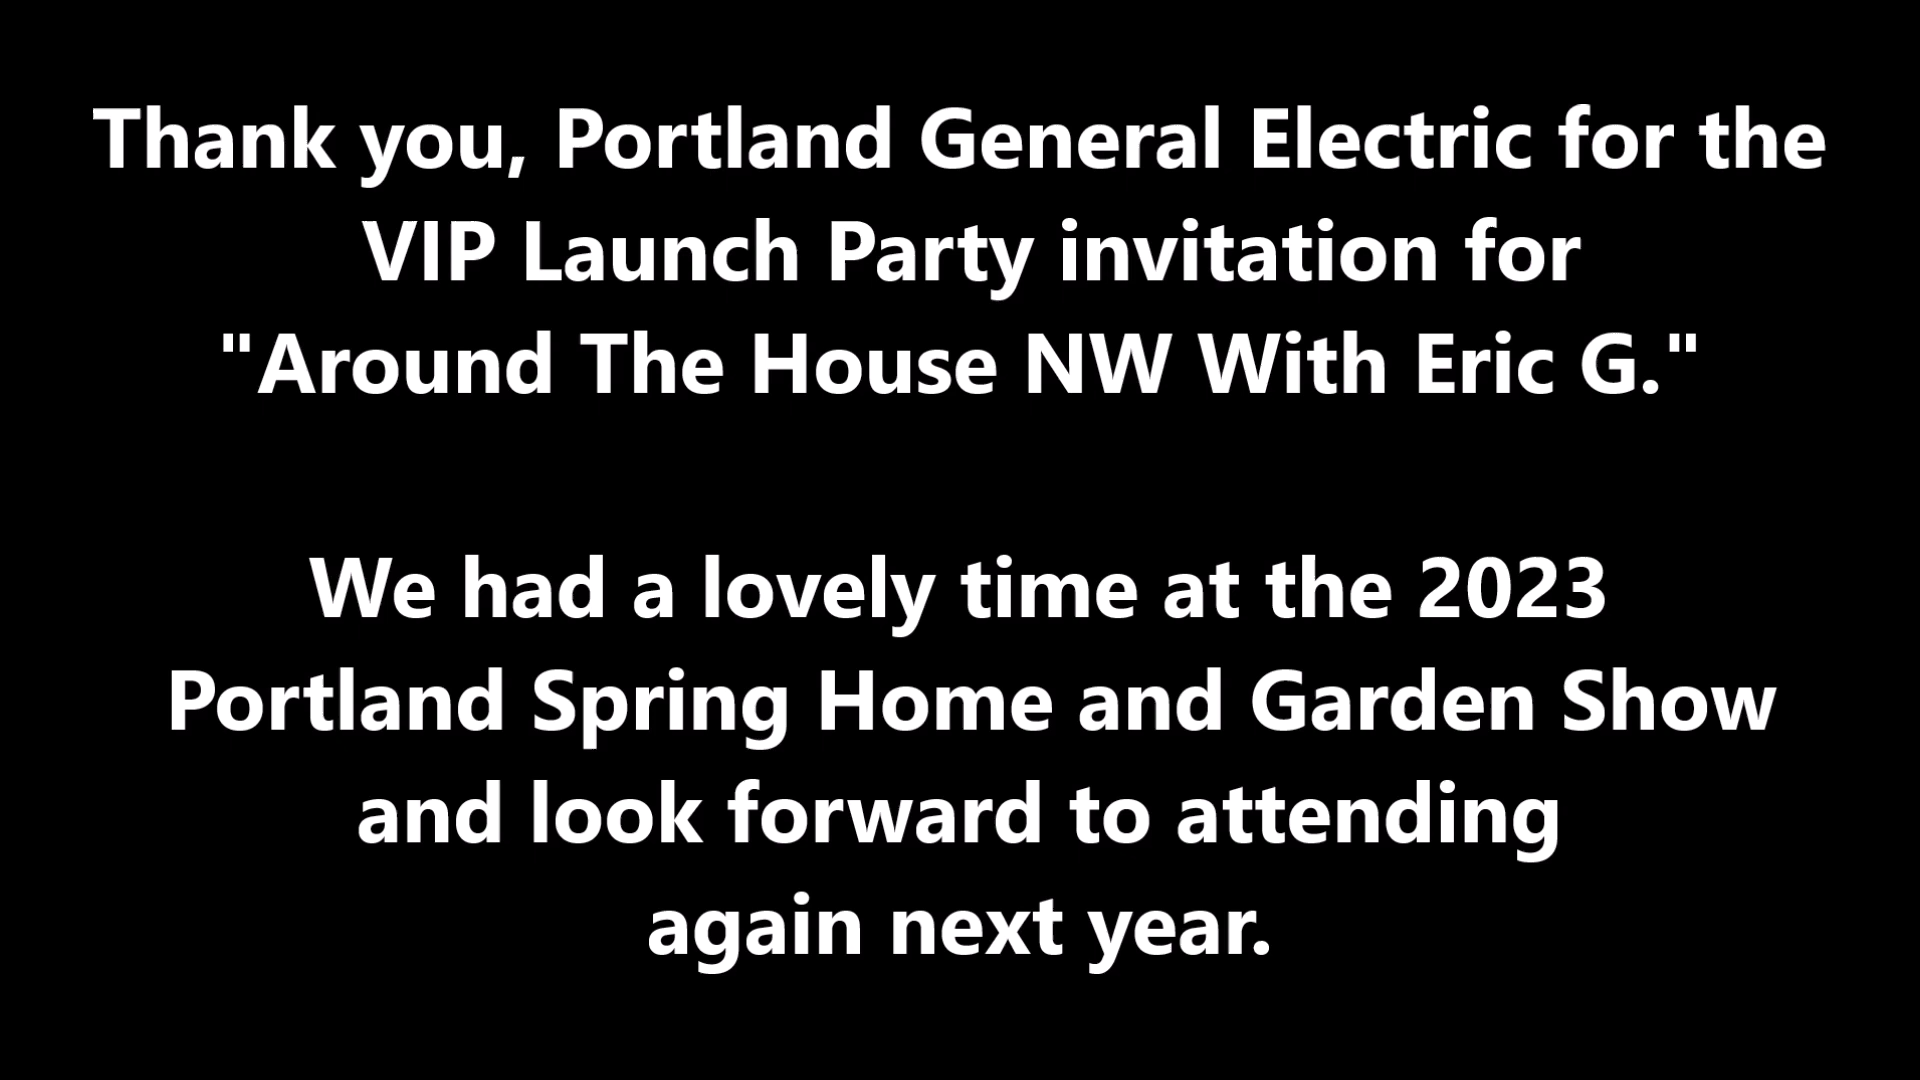 Thank you, Portland General Electric for the
VIP Launch Party invitation for
"Around The House NW With Eric G."
We had a lovely time at the 2023
Portland Spring Home and Garden Show
and look forward to attending
again next year.